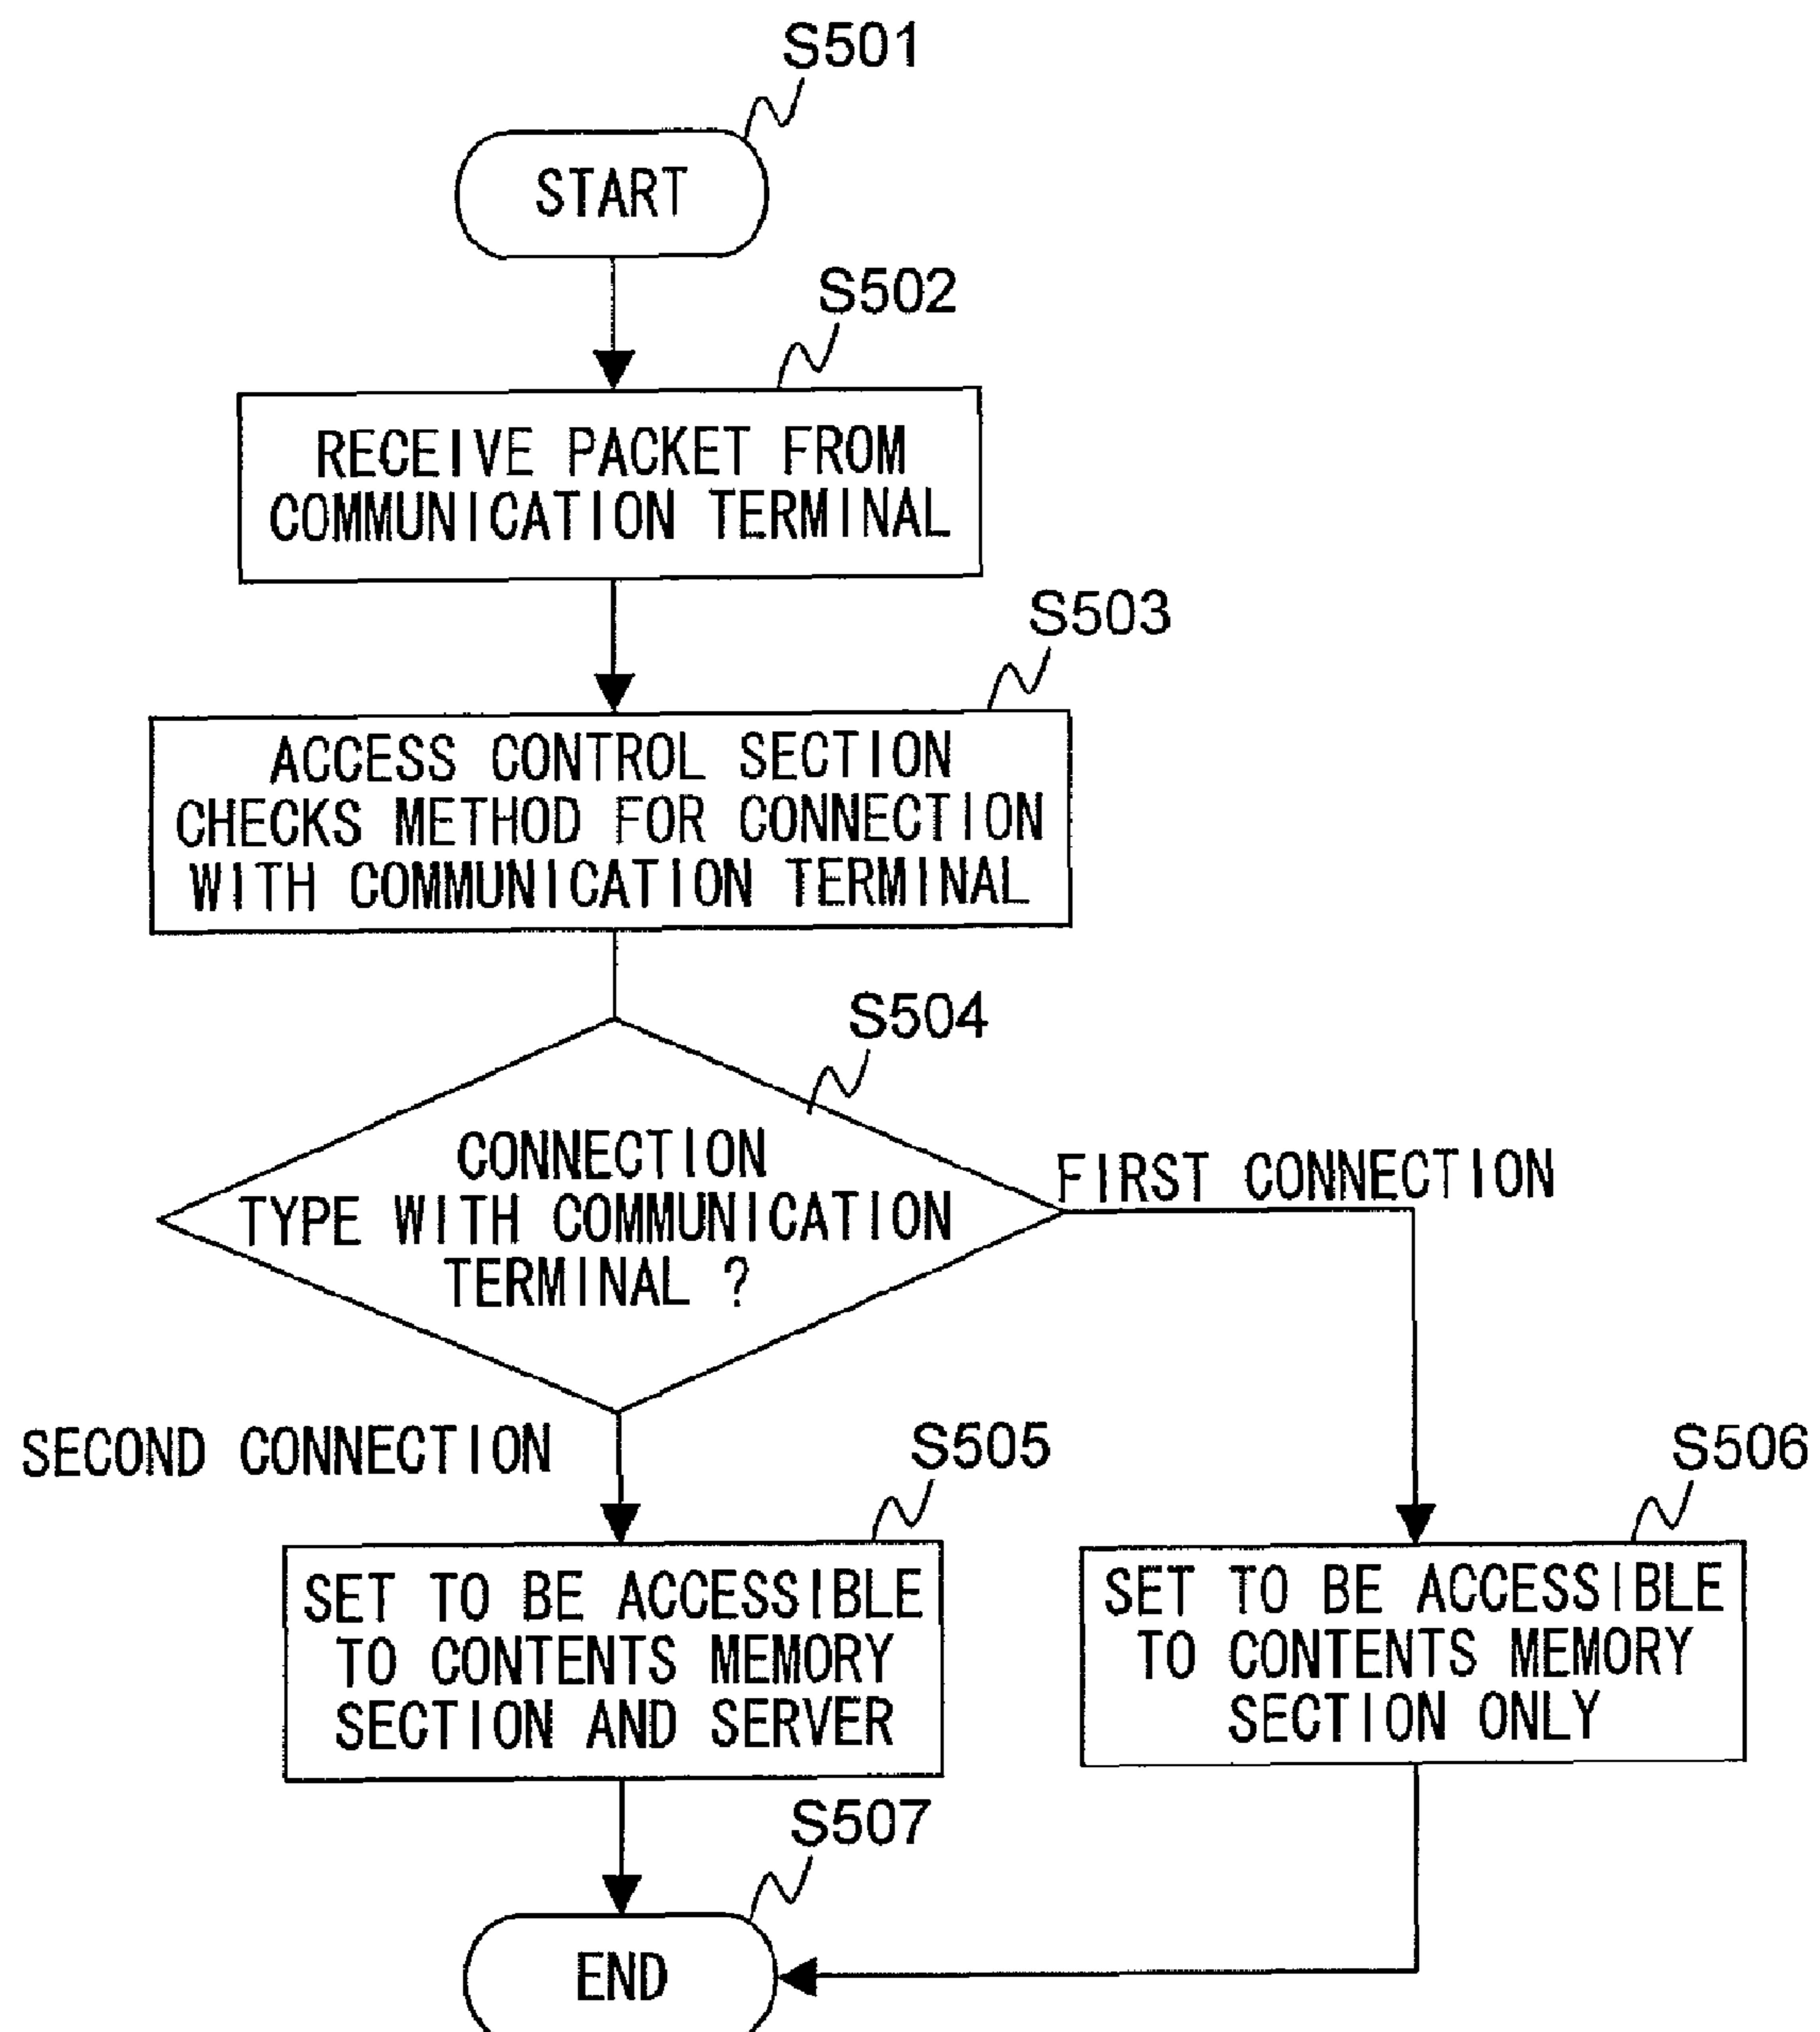 S501
START
S502
RECEIVE PACKET FROM
COMMUNICATION TERMINAL
S503
ACCESS CONTROL SECTION
CHECKS METHOD FOR CONNECTION
WITH COMMUNICATION TERMINAL
S504
CONNECTION
TYPE WITH COMMUNICATION
TERMINAL ?
FIRST CONNECTION
SECOND CONNECTION
S505
SET TO BE ACCESSIBLE
TO CONTENTS MEMORY
SECTION AND SERVER
S506
SET TO BE ACCESSIBLE
TO CONTENTS MEMORY
SECTION ONLY
S507
END